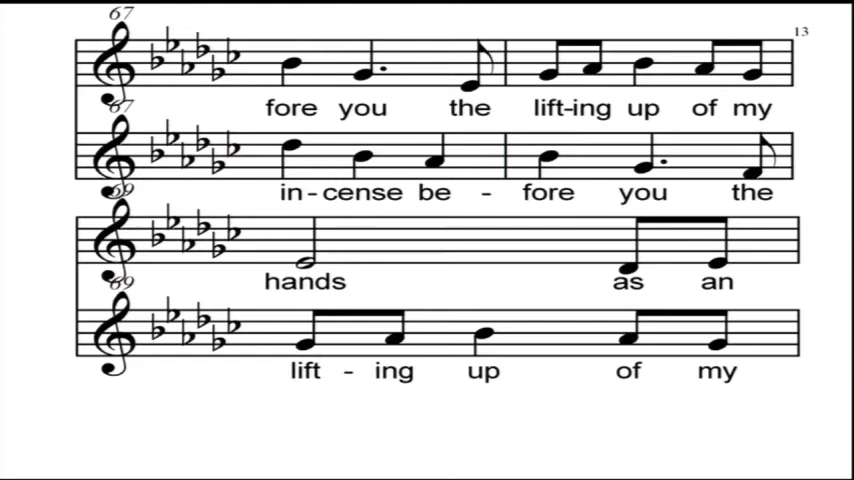 67
13
fore you the lift-ing up of my
67
in-cense be - fore you the
69
hands as an
69
lift - ing up of my